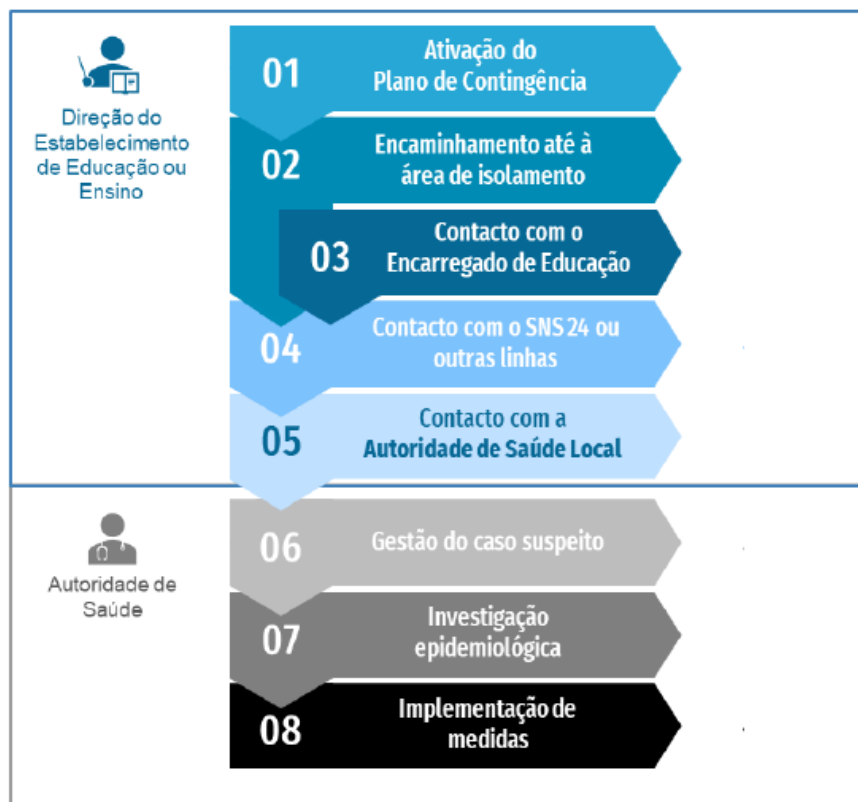 Direção do
Estabelecimento
de Educação ou
Ensino
01
Ativação do
Plano de Contingência
02
Encaminhamento até à
área de isolamento
03
Contacto com o
Encarregado de Educação
04
Contacto com o SNS 24 ou
outras linhas
05
Contacto com a
Autoridade de Saúde Local
Autoridade de
Saúde
06
Gestão do caso suspeito
07
Investigação
epidemiológica
08
Implementação de
medidas